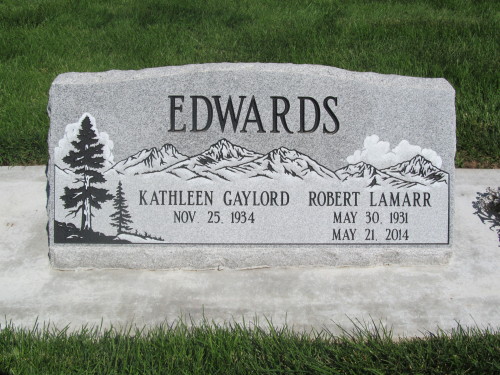 EDWARDS
KATHLEEN GAYLORD ROBERT LAMARR
NOV. 25, 1934 MAY 30, 1931
MAY 21, 2014